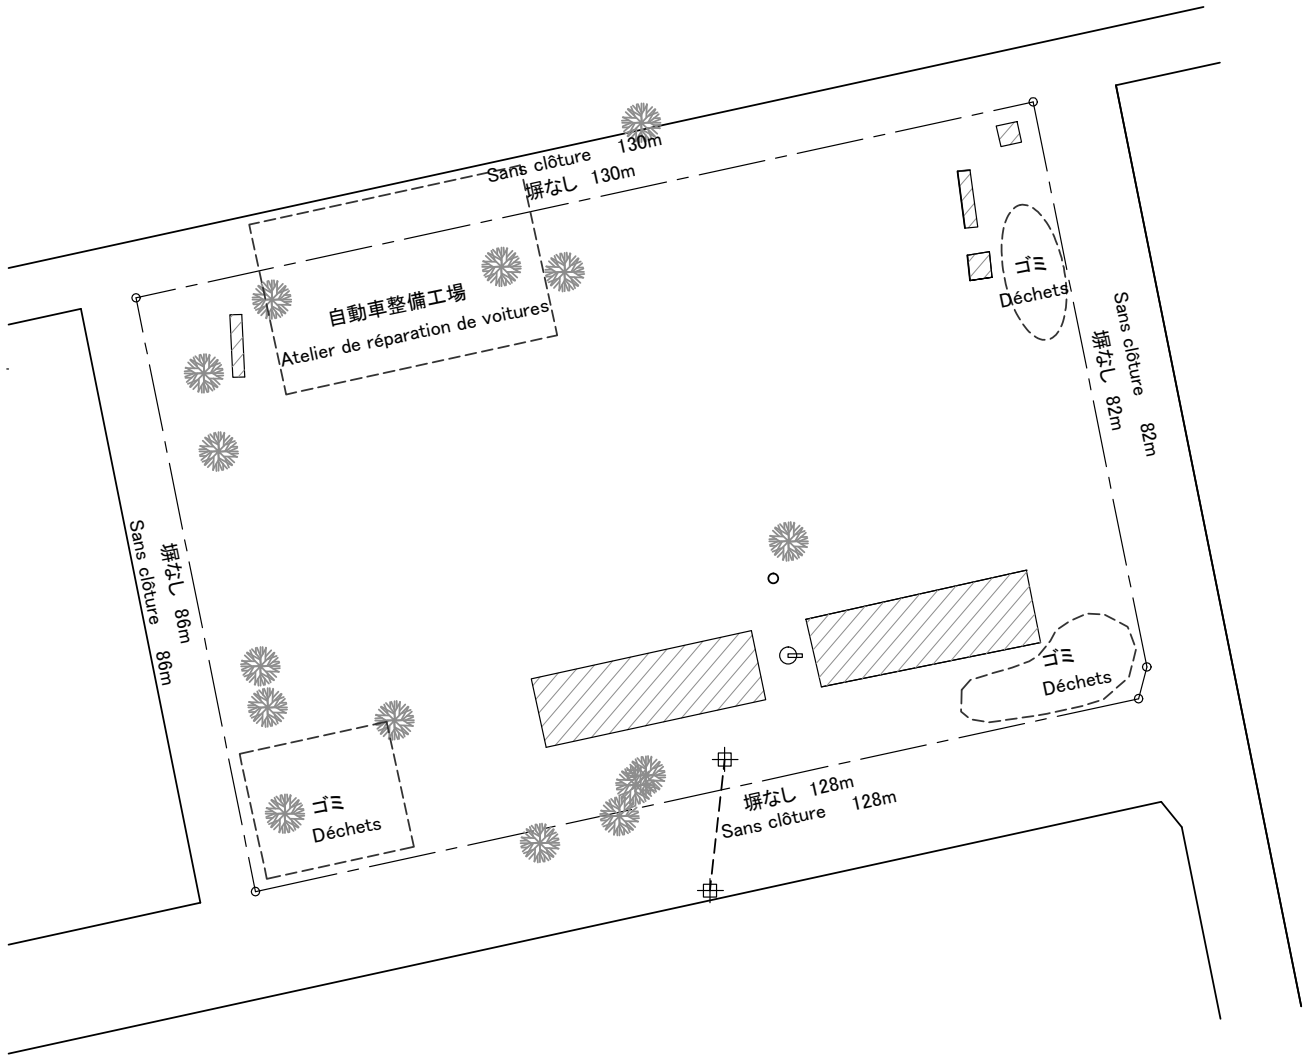 Sans clôture 130m
塀なし 130m
自動車整備工場
Atelier de réparation de voitures
ゴミ
Déchets
Sans clôture 82m
塀なし 82m
塀なし 86m
Sans clôture 86m
ゴミ
Déchets
ゴミ
Déchets
塀なし 128m
Sans clôture 128m